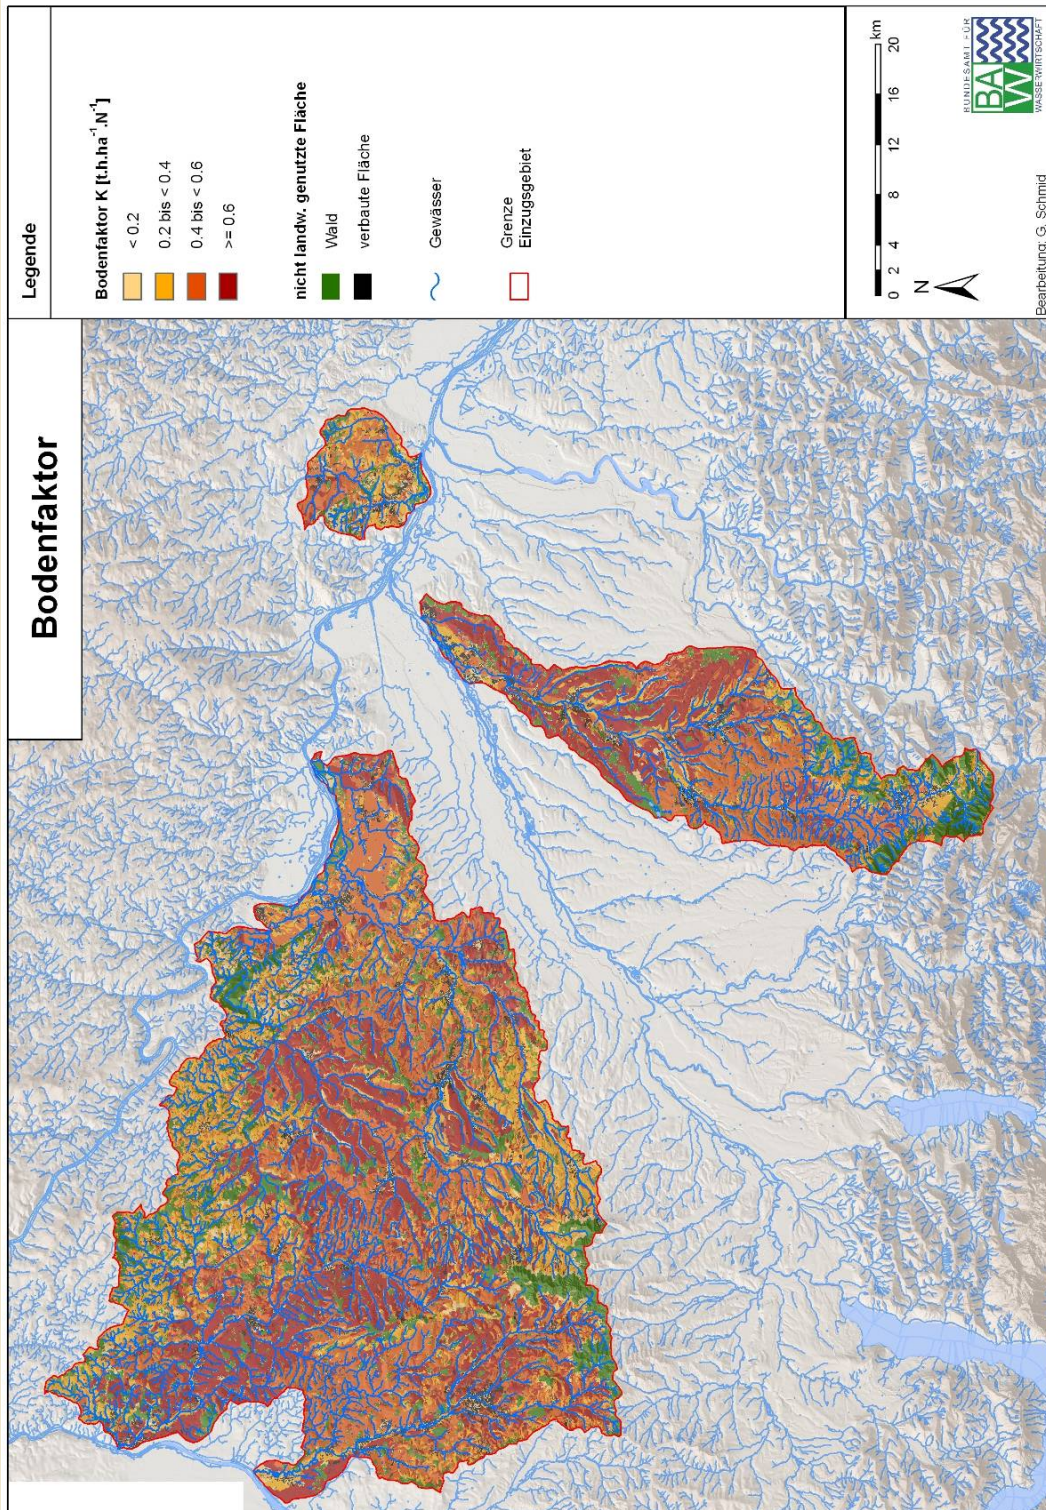 Bodenfaktor
Legende
Bodenfaktor K [t.h.ha⁻¹.N⁻¹]
< 0.2
0.2 bis < 0.4
0.4 bis < 0.6
>= 0.6
nicht landw. genutzte Fläche
Wald
verbaute Fläche
Gewässer
Grenze
Einzugsgebiet
0 2 4 8 12 16 20
km
N
BUNDESAMT FÜR
BAW
WASSERWIRTSCHAFT
Bearbeitung: G. Schmid